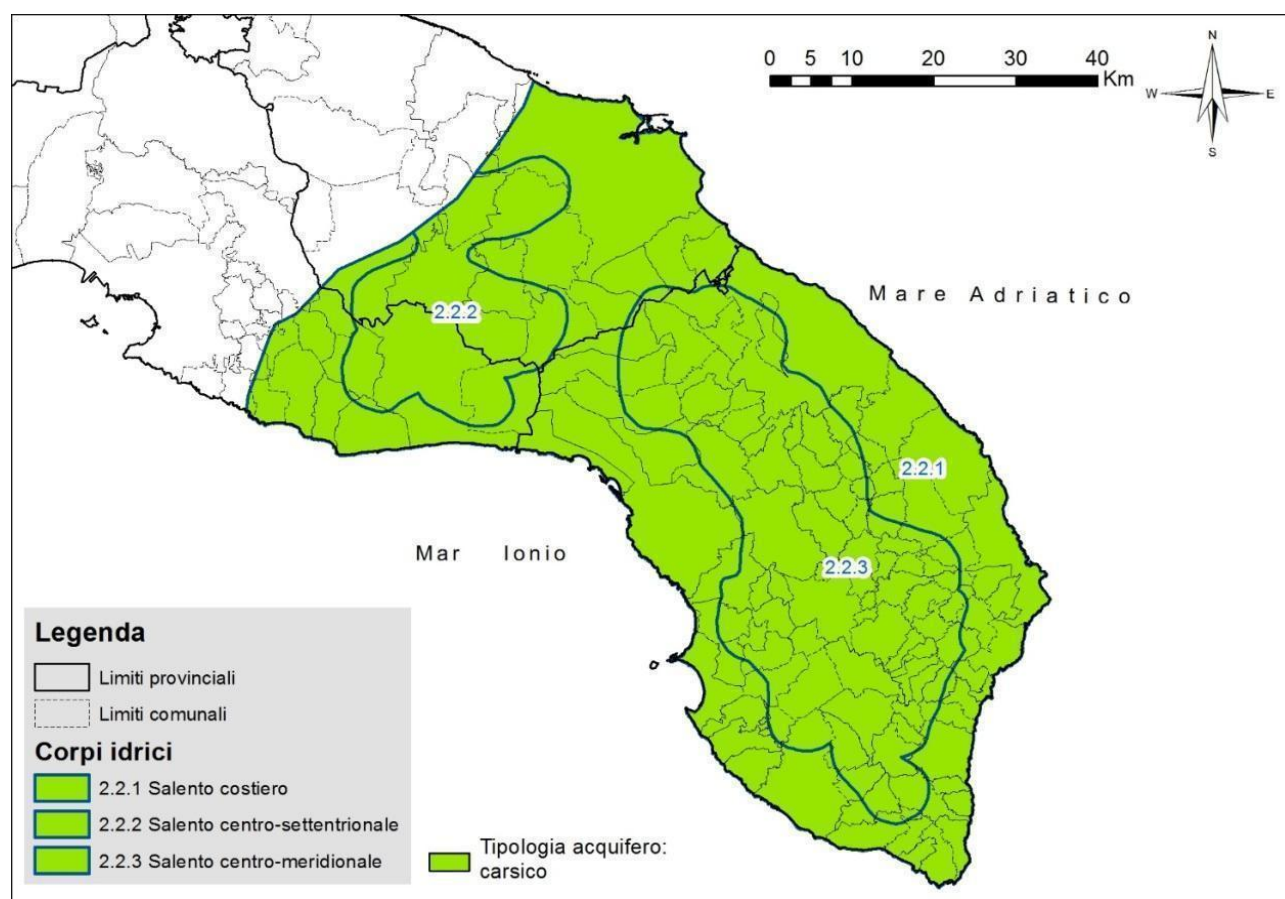 0 5 10 20 30 40
Km
N
W E
S
2.2.2
Mare Adriatico
2.2.1
Mar Ionio
2.2.3
Legenda
Limiti provinciali
Limiti comunali
Corpi idrici
2.2.1 Salento costiero
2.2.2 Salento centro-settentrionale
2.2.3 Salento centro-meridionale
Tipologia acquifero:
carsico